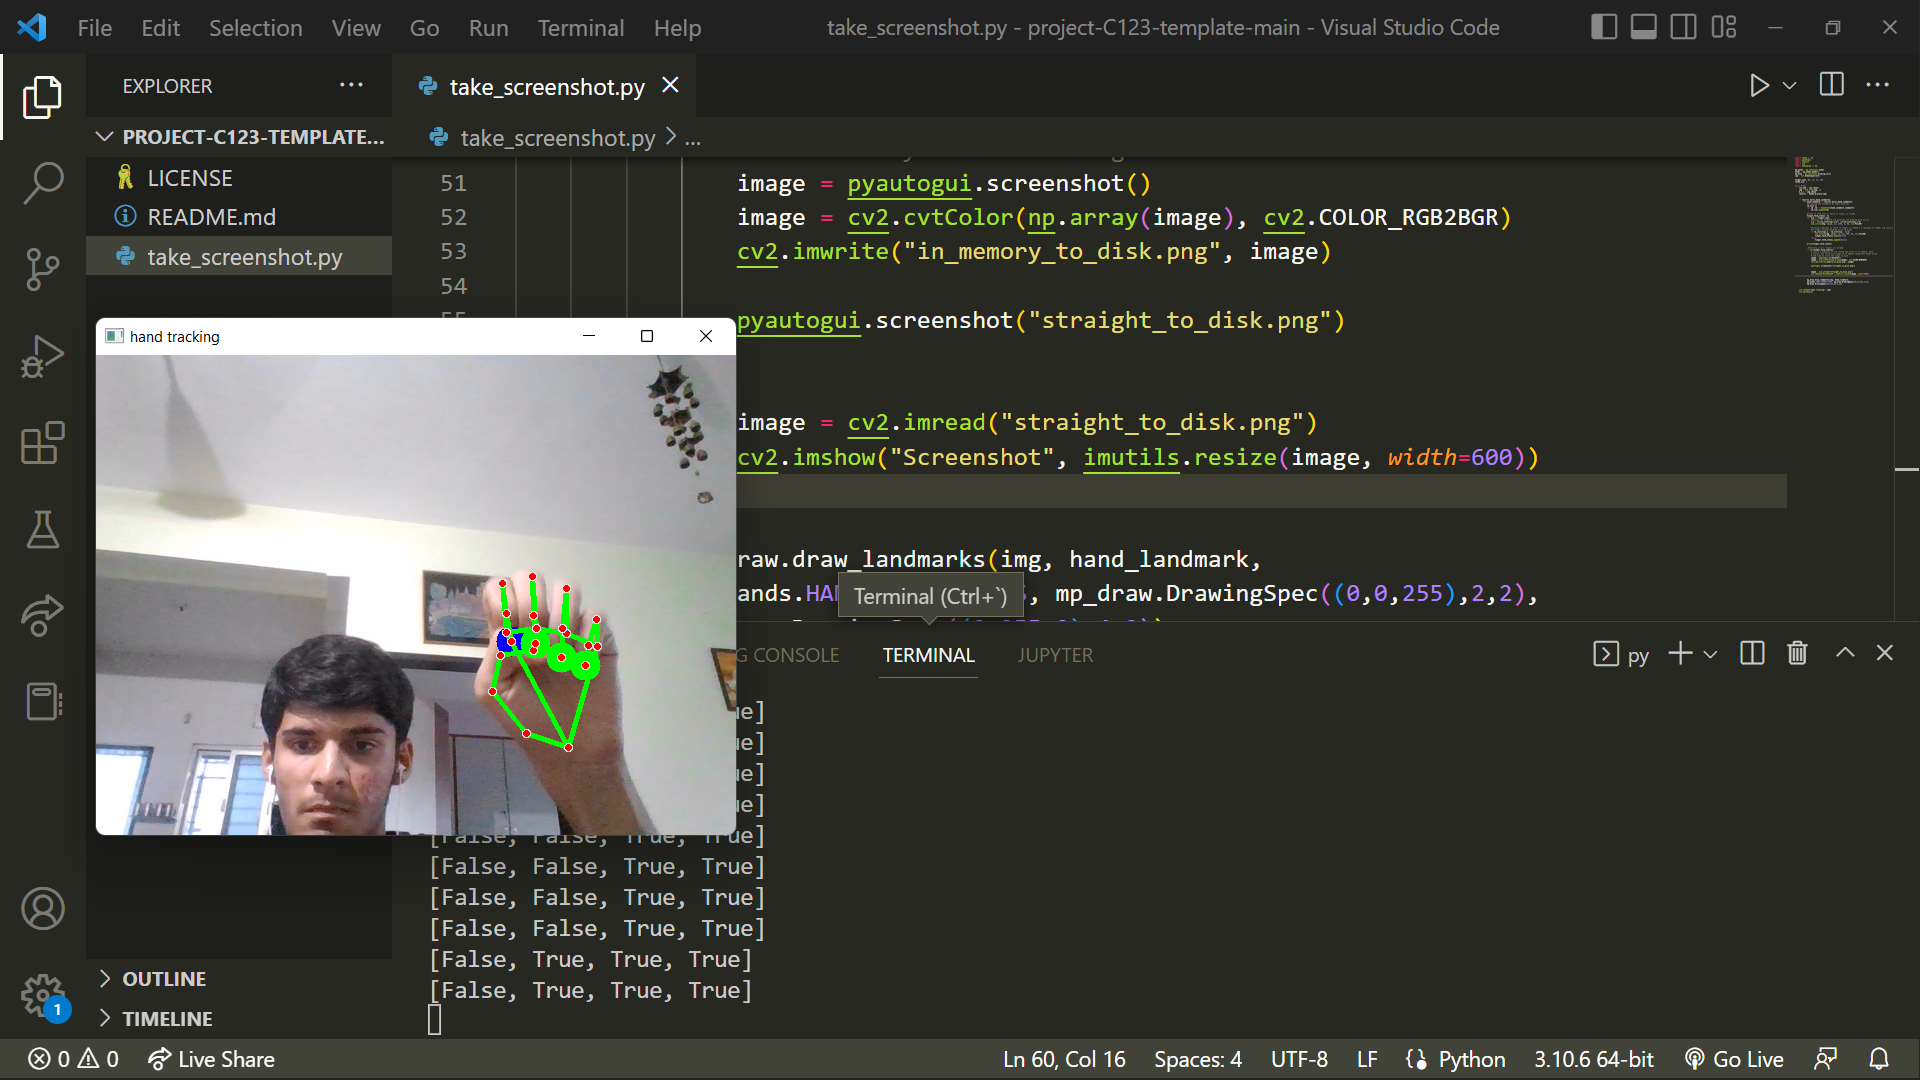 File Edit Selection View Go Run Terminal Help take_screenshot.py - project-C123-template-main - Visual Studio Code
EXPLORER ...
take_screenshot.py
PROJECT-C123-TEMPLATE...
take_screenshot.py > ...
LICENSE
README.md
take_screenshot.py
51 image = pyautogui.screenshot()
52 image = cv2.cvtColor(np.array(image), cv2.COLOR_RGB2BGR)
53 cv2.imwrite("in_memory_to_disk.png", image)
54
pyautogui.screenshot("straight_to_disk.png")
hand tracking
image = cv2.imread("straight_to_disk.png")
cv2.imshow("Screenshot", imutils.resize(image, width=600))
raw.draw_landmarks(img, hand_landmark,
ands.HA , mp_draw.DrawingSpec((0,0,255),2,2),
Terminal (Ctrl+`)
G CONSOLE TERMINAL JUPYTER
py
ue]
ue]
ue]
ue]
[False, False, True, True]
[False, False, True, True]
[False, False, True, True]
[False, False, True, True]
[False, True, True, True]
[False, True, True, True]
OUTLINE
TIMELINE
1
0 0 Live Share Ln 60, Col 16 Spaces: 4 UTF-8 LF Python 3.10.6 64-bit Go Live